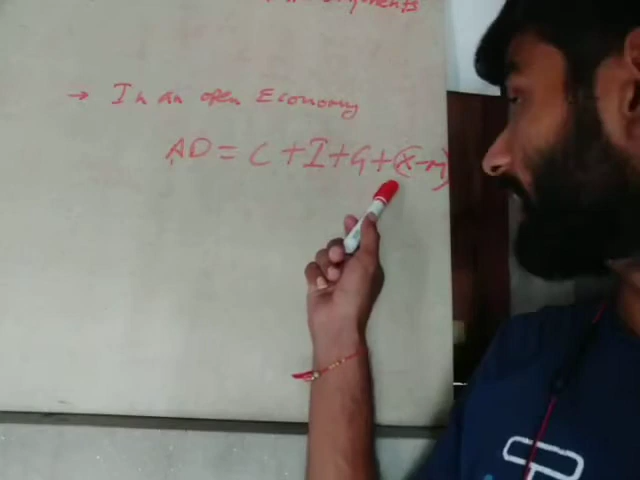 → In an open Economy
AD = C + I + G + (X-M)